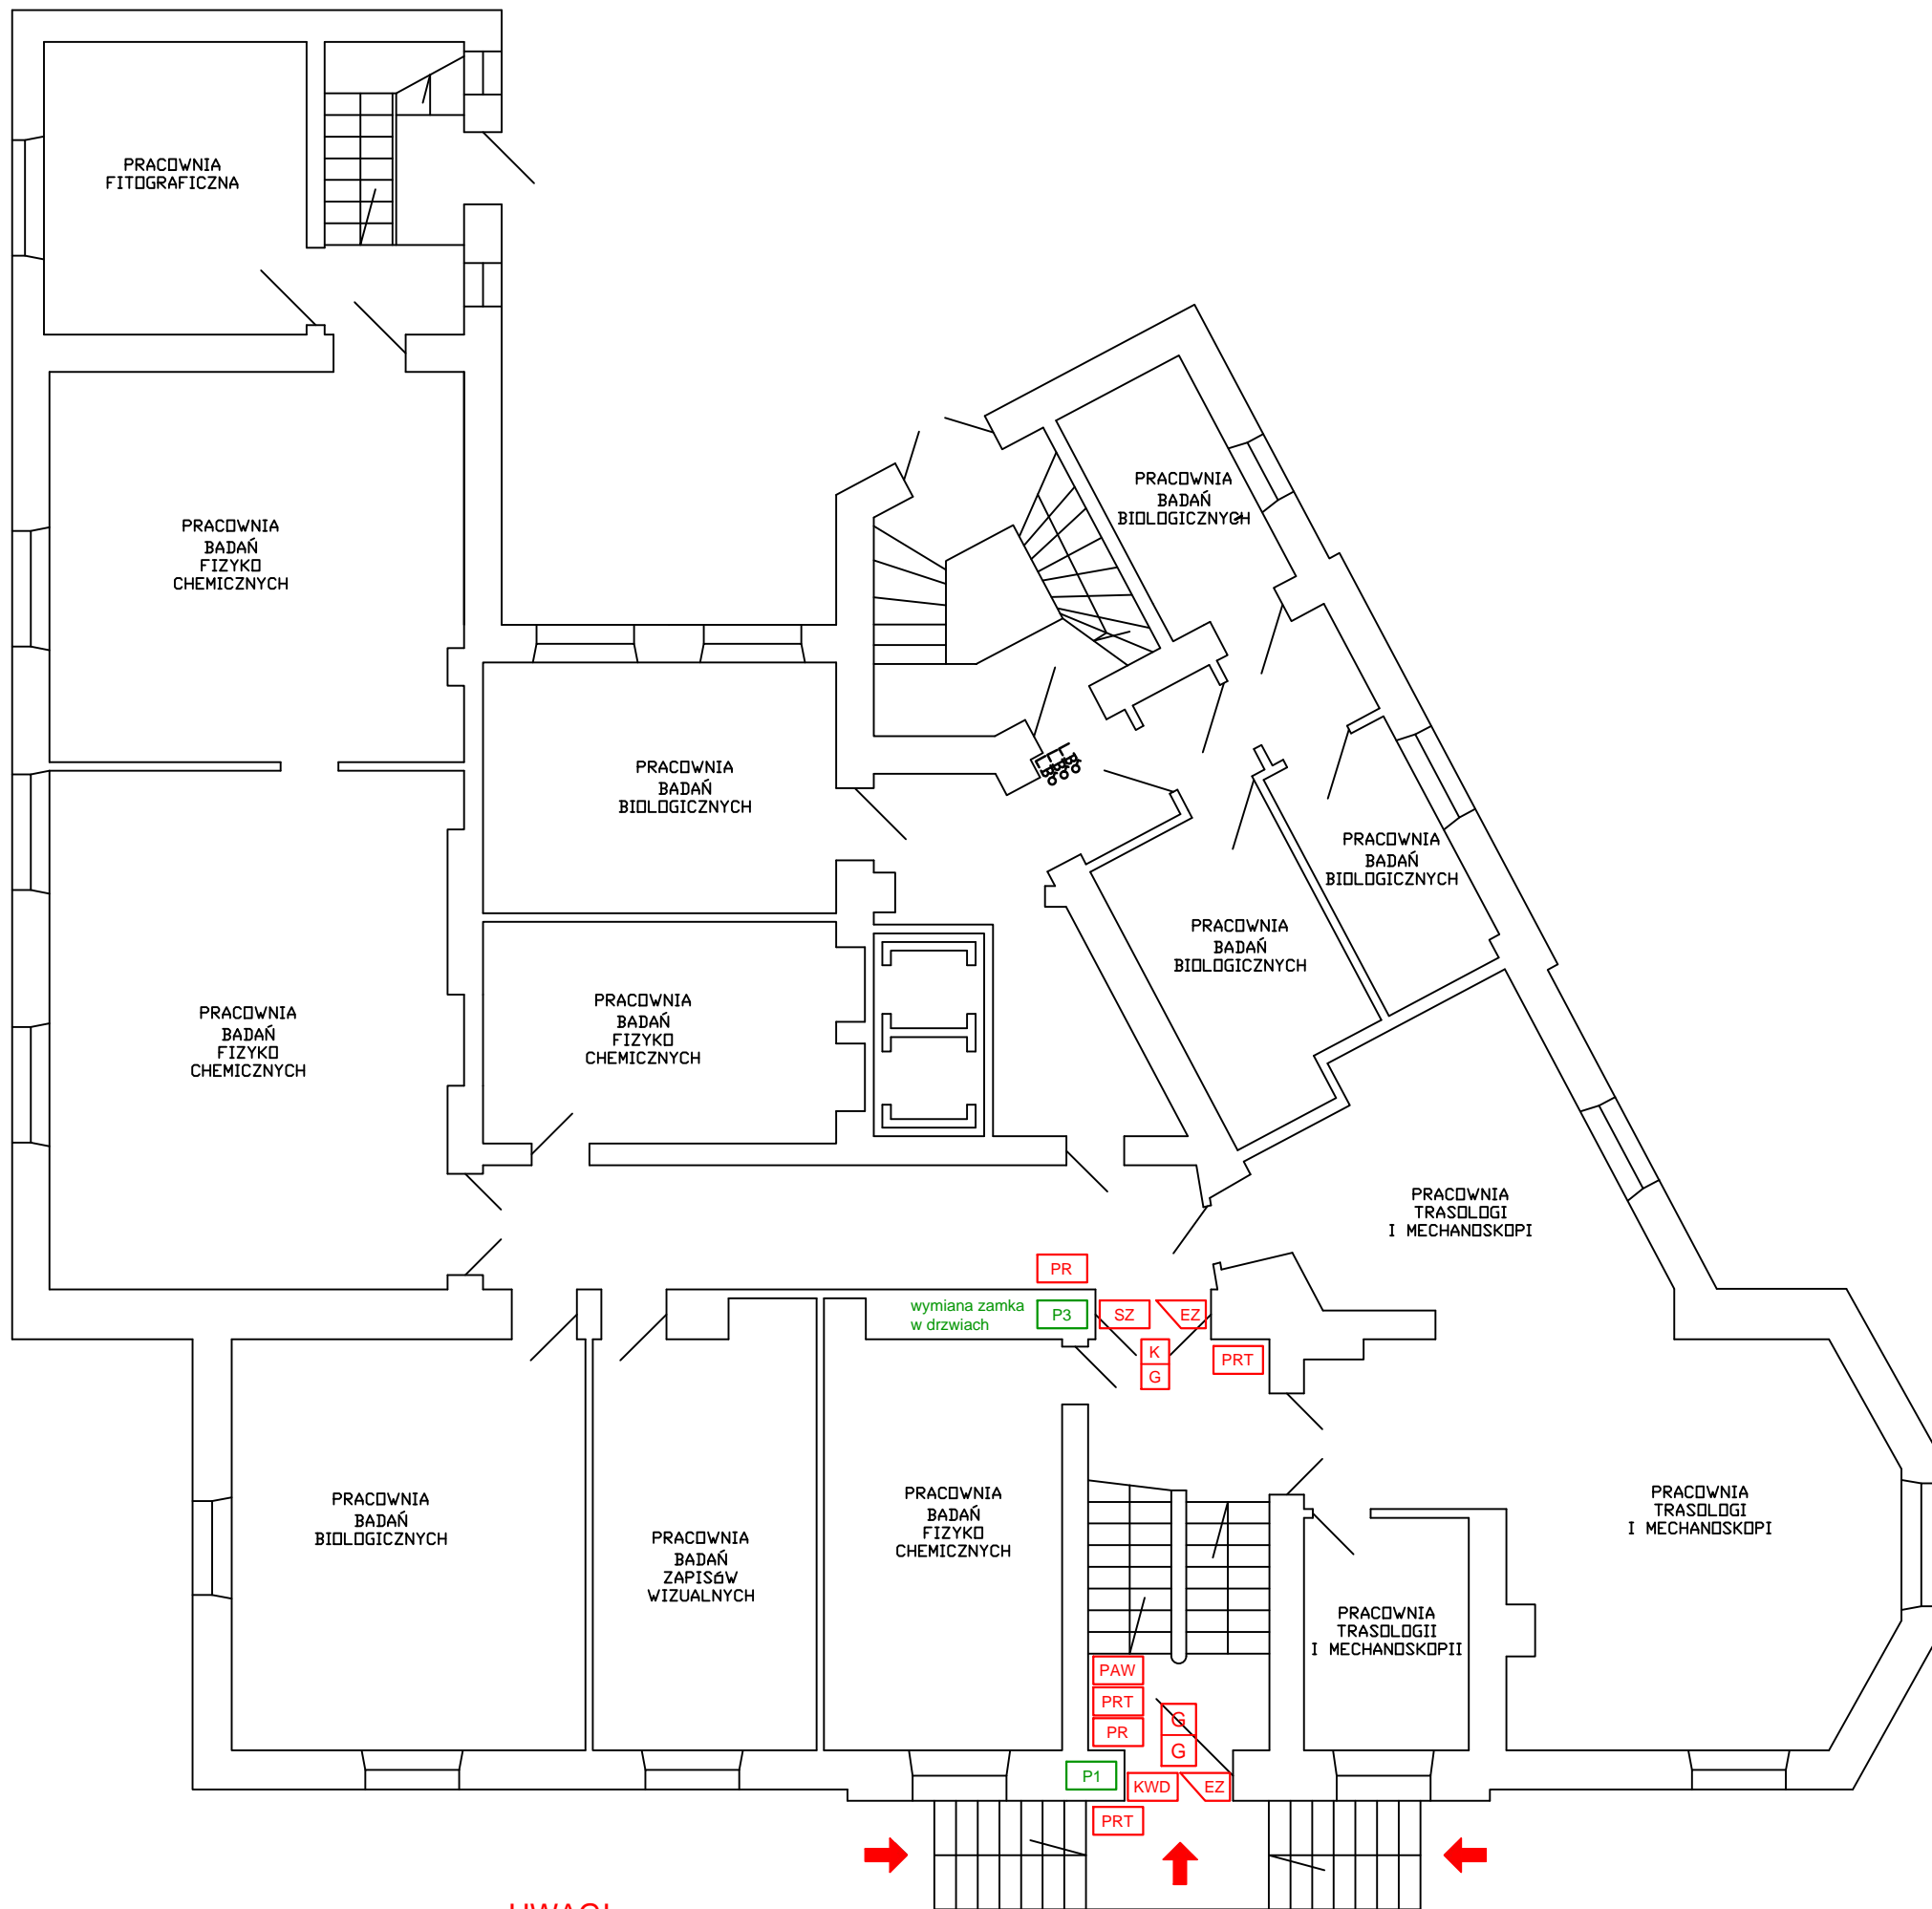 PRACOWNIA
FITOGRAFICZNA
PRACOWNIA
BADAŃ
BIOLOGICZNYCH
PRACOWNIA
BADAŃ
FIZYKO
CHEMICZNYCH
PRACOWNIA
BADAŃ
BIOLOGICZNYCH
PRACOWNIA
BADAŃ
BIOLOGICZNYCH
PRACOWNIA
BADAŃ
BIOLOGICZNYCH
PRACOWNIA
BADAŃ
FIZYKO
CHEMICZNYCH
PRACOWNIA
BADAŃ
FIZYKO
CHEMICZNYCH
PRACOWNIA
TRASOLOGI
I MECHANOSKOPI
PR
wymiana zamka
w drzwiach
P3
SZ
EZ
K
G
PRT
PRACOWNIA
BADAŃ
BIOLOGICZNYCH
PRACOWNIA
BADAŃ
ZAPISóW
WIZUALNYCH
PRACOWNIA
BADAŃ
FIZYKO
CHEMICZNYCH
PRACOWNIA
TRASOLOGI
I MECHANOSKOPI
PRACOWNIA
TRASOLOGII
I MECHANOSKOPII
PAW
PRT
PR
G
G
P1
KWD
EZ
PRT